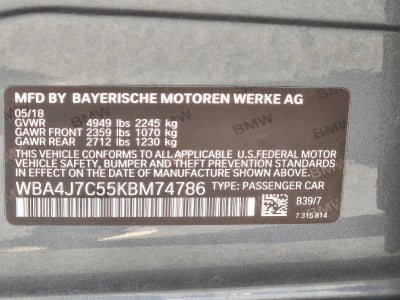 MFD BY BAYERISCHE MOTOREN WERKE AG
05/18
GVWR 4949 lbs 2245 kg
GAWR FRONT 2359 lbs 1070 kg
GAWR REAR 2712 lbs 1230 kg
THIS VEHICLE CONFORMS TO ALL APPLICABLE U.S.FEDERAL MOTOR
VEHICLE SAFETY, BUMPER, AND THEFT PREVENTION STANDARDS
IN EFFECT ON THE DATE OF MANUFACTURE SHOWN ABOVE.
WBA4J7C55KBM74786 TYPE: PASSENGER CAR
B39/7
7 315 814